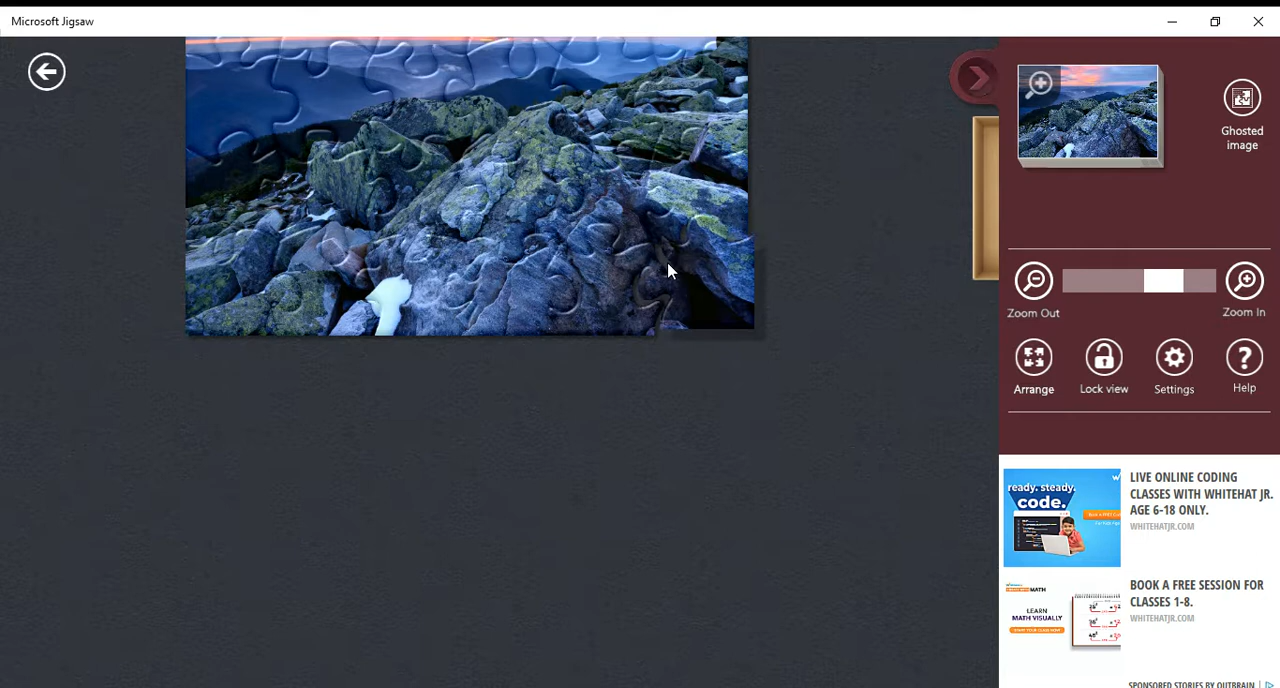 Microsoft Jigsaw
Ghosted
image
Zoom Out
Zoom In
Arrange
Lock view
Settings
Help
ready. steady.
code.
LIVE ONLINE CODING
CLASSES WITH WHITEHAT JR.
AGE 6-18 ONLY.
WHITEHATJR.COM
LEARN
MATH VISUALLY
BOOK A FREE SESSION FOR
CLASSES 1-8.
WHITEHATJR.COM
SPONSORED STORIES BY OUTBRAIN